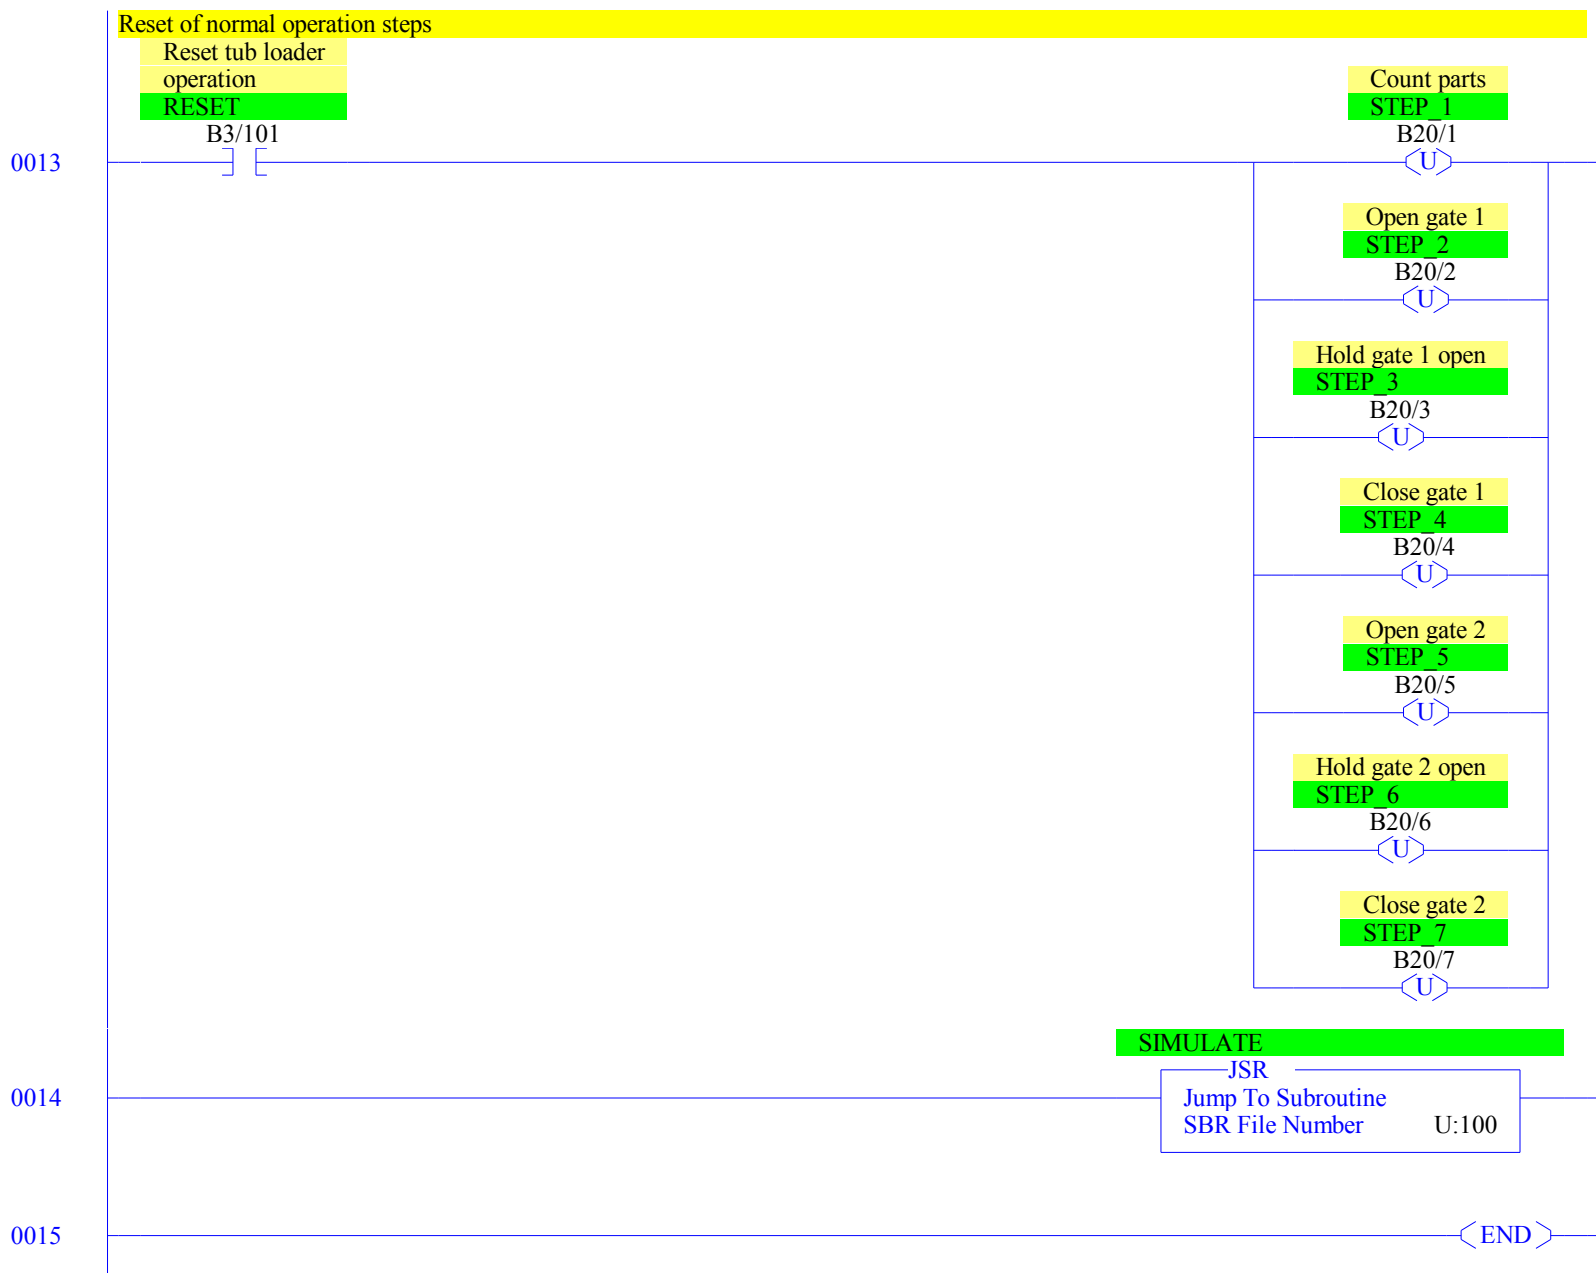 Reset of normal operation steps
Reset tub loader
operation
RESET
B3/101
0013
Count parts
STEP_1
B20/1
U
Open gate 1
STEP_2
B20/2
U
Hold gate 1 open
STEP_3
B20/3
U
Close gate 1
STEP_4
B20/4
U
Open gate 2
STEP_5
B20/5
U
Hold gate 2 open
STEP_6
B20/6
U
Close gate 2
STEP_7
B20/7
U
SIMULATE
JSR
0014
Jump To Subroutine
SBR File Number U:100
0015
END